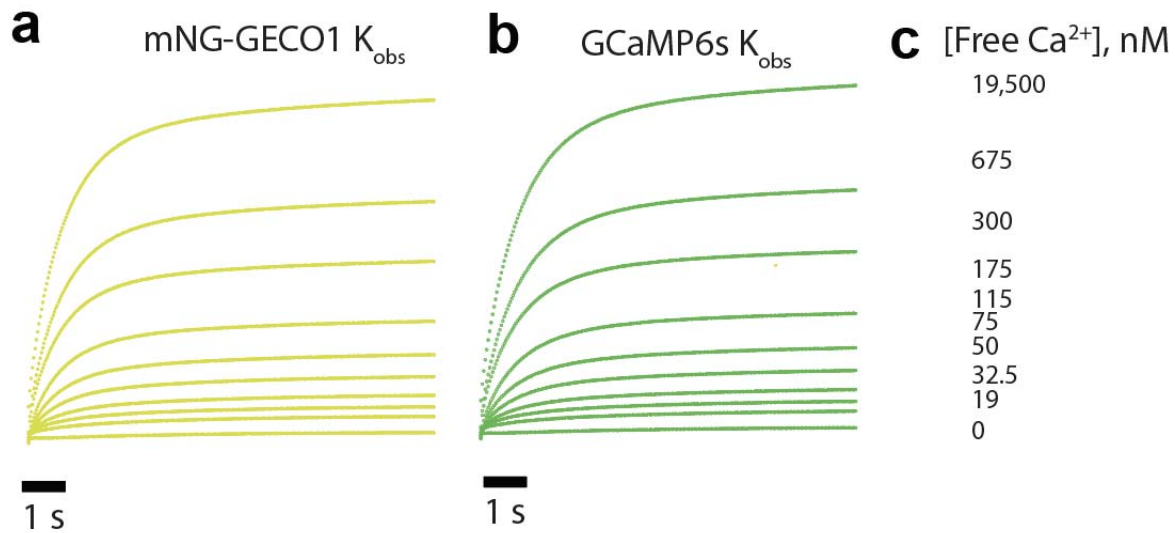 a
mNG-GECO1 Kobs
b
GCaMP6s Kobs
c
[Free Ca²⁺], nM
19,500
675
300
175
115
75
50
32.5
19
0
1 s
1 s